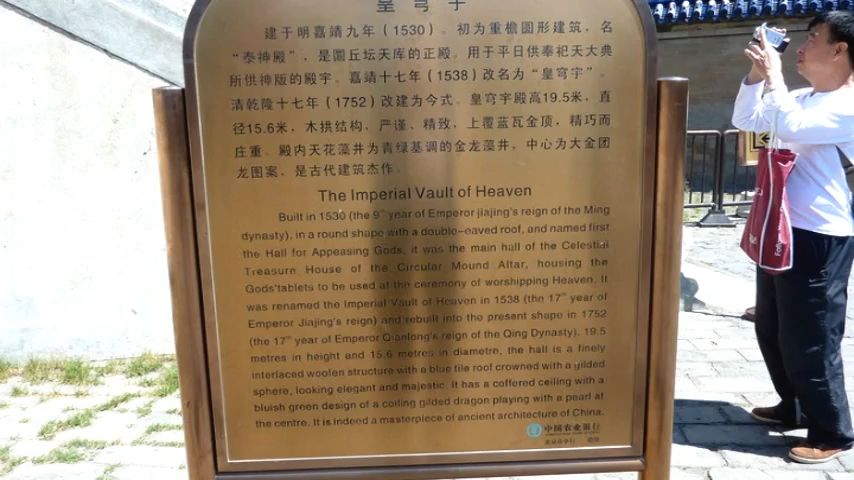 皇穹宇
建于明嘉靖九年（1530）。初为重檐圆形建筑，名
“泰神殿”，是圜丘坛天库的正殿，用于平日供奉祀天大典
所供神版的殿宇。嘉靖十七年（1538）改名为“皇穹宇”。
清乾隆十七年（1752）改建为今式。皇穹宇殿高19.5米，直
径15.6米，木拱结构，严谨、精致，上覆蓝瓦金顶，精巧而
庄重。殿内天花藻井为青绿基调的金龙藻井，中心为大金团
龙图案，是古代建筑杰作。
The Imperial Vault of Heaven
Built in 1530 (the 9th year of Emperor jiajing's reign of the Ming
dynasty), in a round shape with a double-eaved roof, and named first
the Hall for Appeasing Gods, it was the main hall of the Celestial
Treasure House of the Circular Mound Altar, housing the
Gods'tablets to be used at the ceremony of worshipping Heaven. It
was renamed the Imperial Vault of Heaven in 1538 (the 17th year of
Emperor Jiajing's reign) and rebuilt into the present shape in 1752
(the 17th year of Emperor Qianlong's reign of the Qing Dynasty). 19.5
metres in height and 15.6 metres in diametre, the hall is a finely
interlaced woolen structure with a blue tile roof crowned with a gilded
sphere, looking elegant and majestic. It has a coffered ceiling with a
bluish green design of a coiling gilded dragon playing with a pearl at
the centre. It is indeed a masterpiece of ancient architecture of China.
中国农业银行